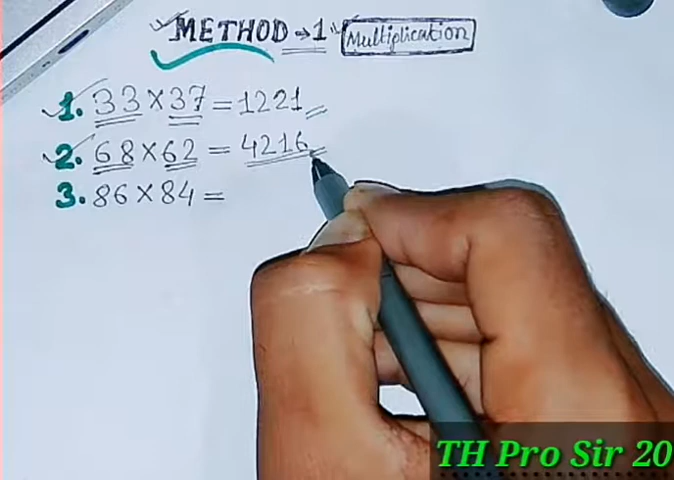 METHOD → 1 Multiplication
1. 33 × 37 = 1221
2. 68 × 62 = 4216
3. 86 × 84 =
TH Pro Sir 20